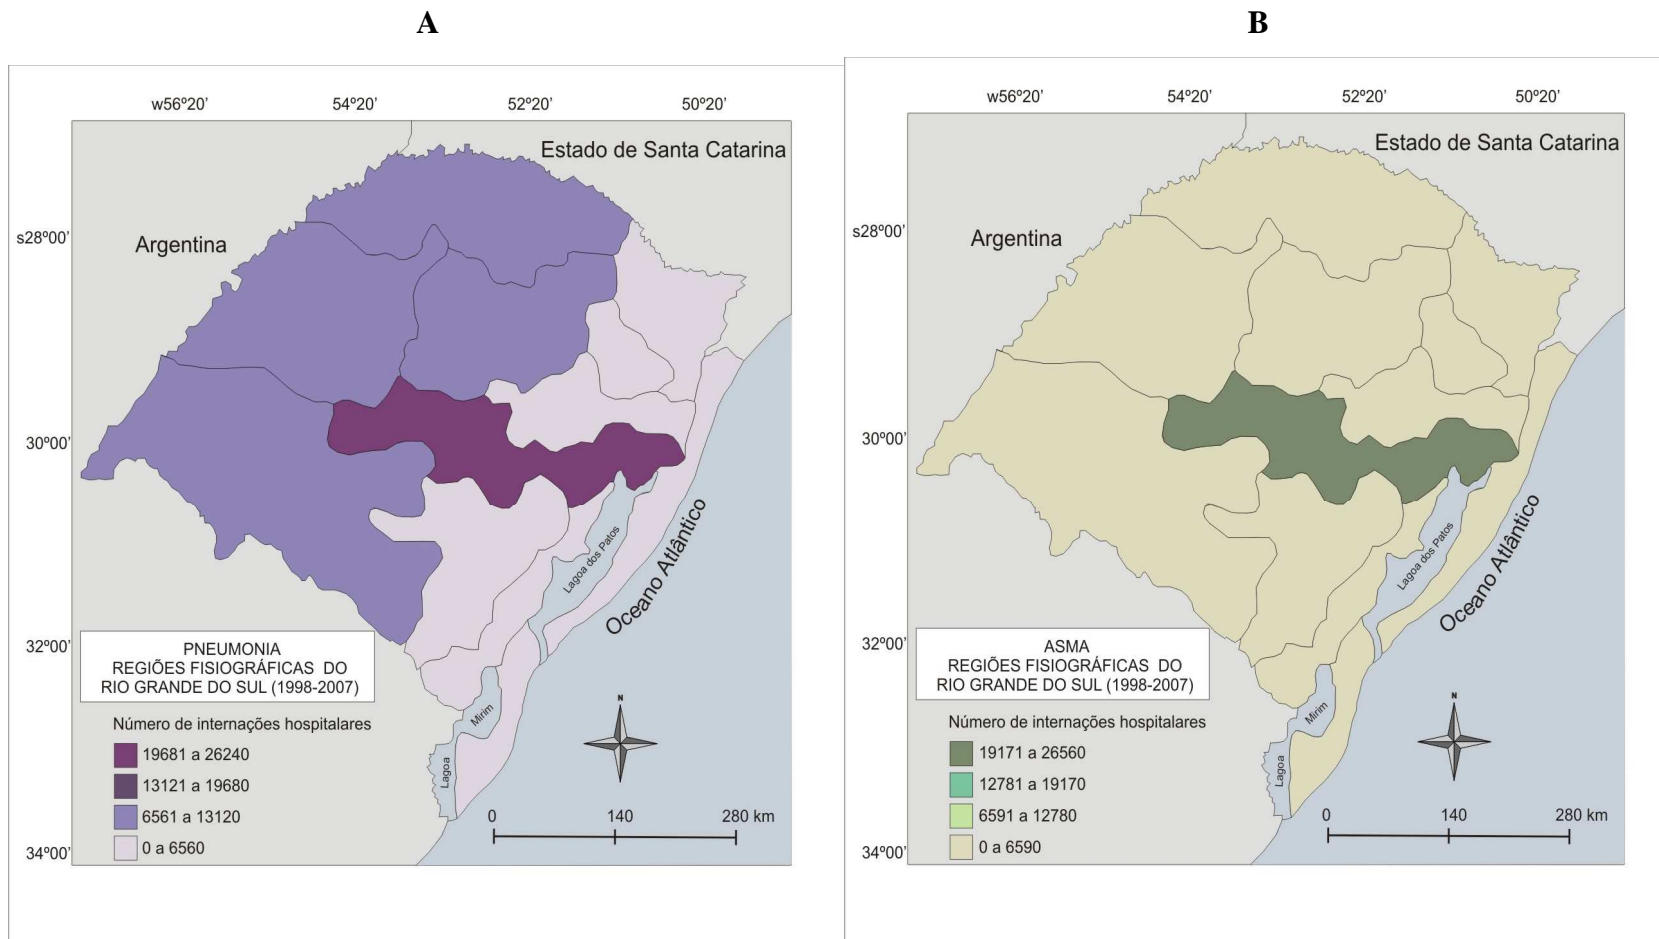 A
w56º20' 54º20' 52º20' 50º20'
Estado de Santa Catarina
s28º00'
Argentina
30º00'
Lagoa dos Patos
Oceano Atlântico
32º00'
PNEUMONIA
REGIÕES FISIOGRÁFICAS DO
RIO GRANDE DO SUL (1998-2007)
Mirim
Lagoa
N
Número de internações hospitalares
19681 a 26240
13121 a 19680
6561 a 13120
0 a 6560
0 140 280 km
34º00'
B
w56º20' 54º20' 52º20' 50º20'
Estado de Santa Catarina
s28º00'
Argentina
30º00'
Lagoa dos Patos
Oceano Atlântico
32º00'
ASMA
REGIÕES FISIOGRÁFICAS DO
RIO GRANDE DO SUL (1998-2007)
Mirim
Lagoa
N
Número de internações hospitalares
19171 a 26560
12781 a 19170
6591 a 12780
0 a 6590
0 140 280 km
34º00'